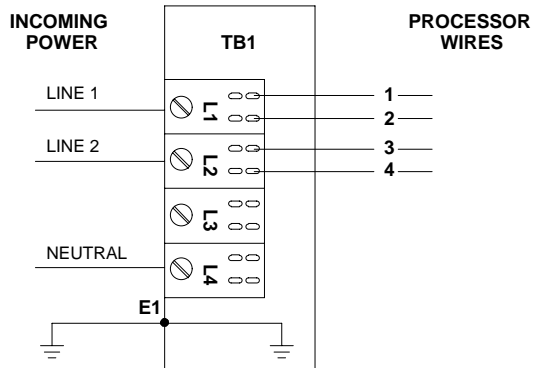 INCOMING
POWER
TB1
PROCESSOR
WIRES
LINE 1
L1
1
2
LINE 2
L2
3
4
L3
NEUTRAL
L4
E1